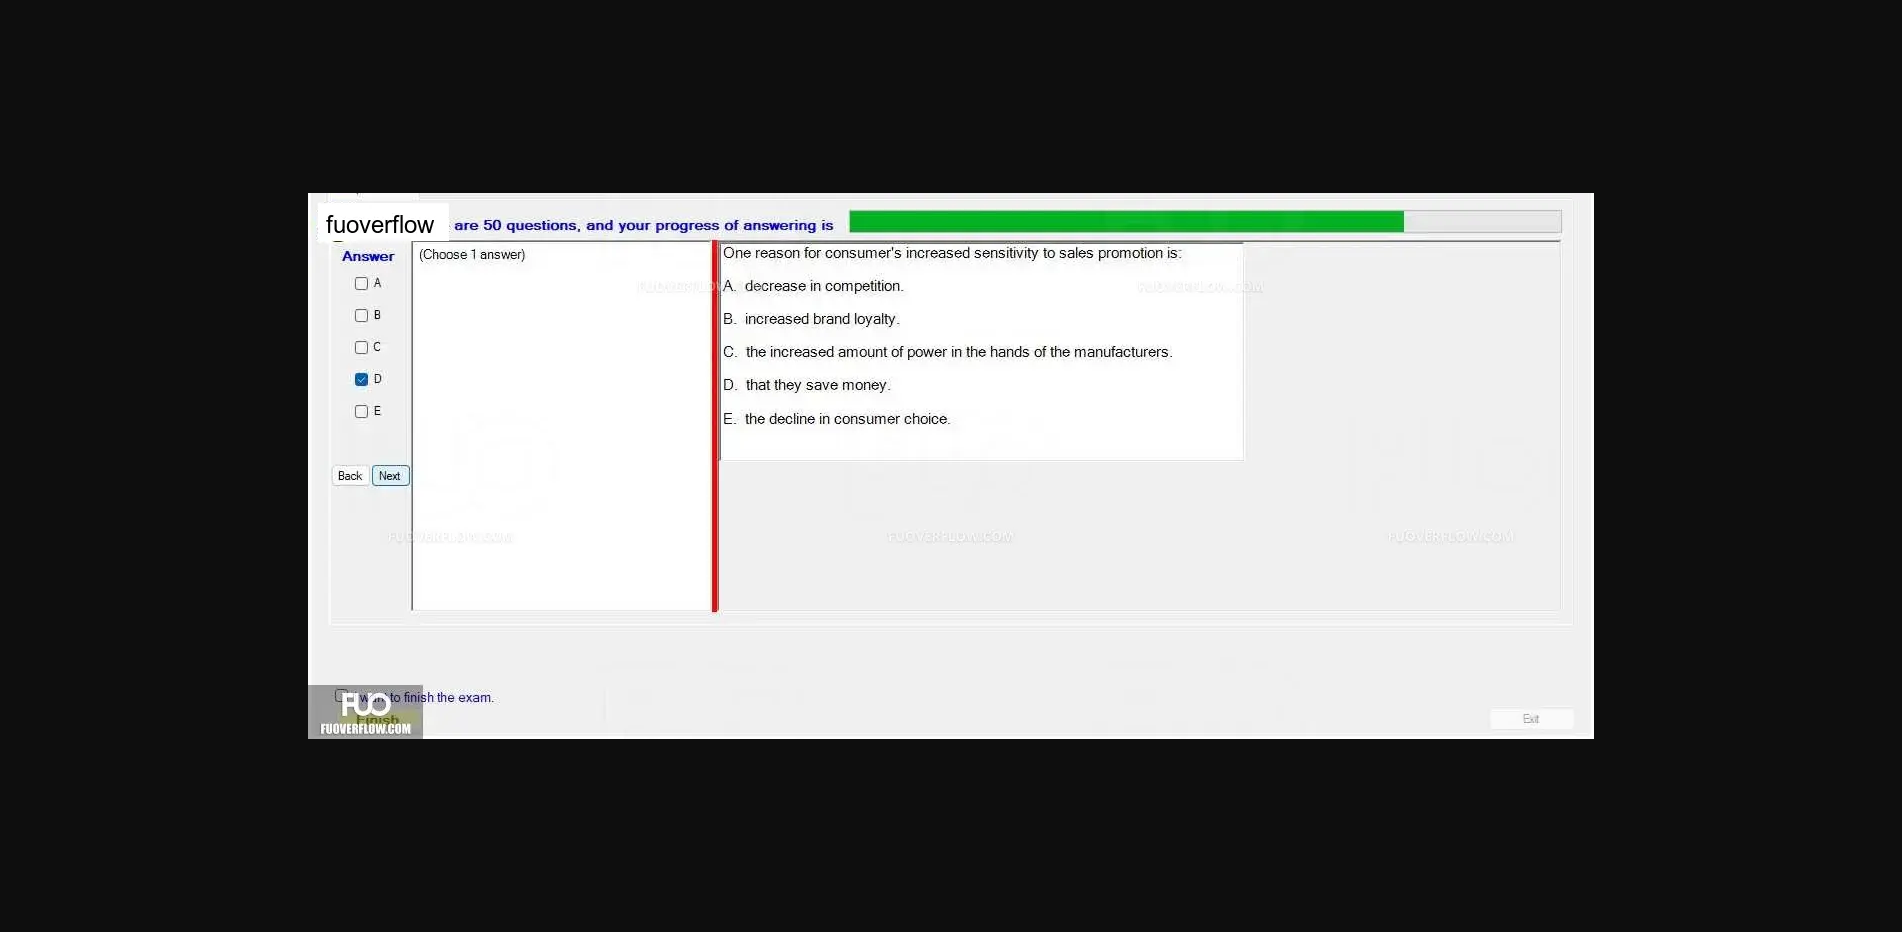 fuoverflow are 50 questions, and your progress of answering is
Answer
(Choose 1 answer)
A
B
C
D
E
Back Next
One reason for consumer's increased sensitivity to sales promotion is:
A. decrease in competition.
B. increased brand loyalty.
C. the increased amount of power in the hands of the manufacturers.
D. that they save money.
E. the decline in consumer choice.
FUOVERFLOW.COM
FUOVERFLOW.COM FUOVERFLOW.COM FUOVERFLOW.COM
want to finish the exam.
FUO
Finish
FUOVERFLOW.COM
Exit